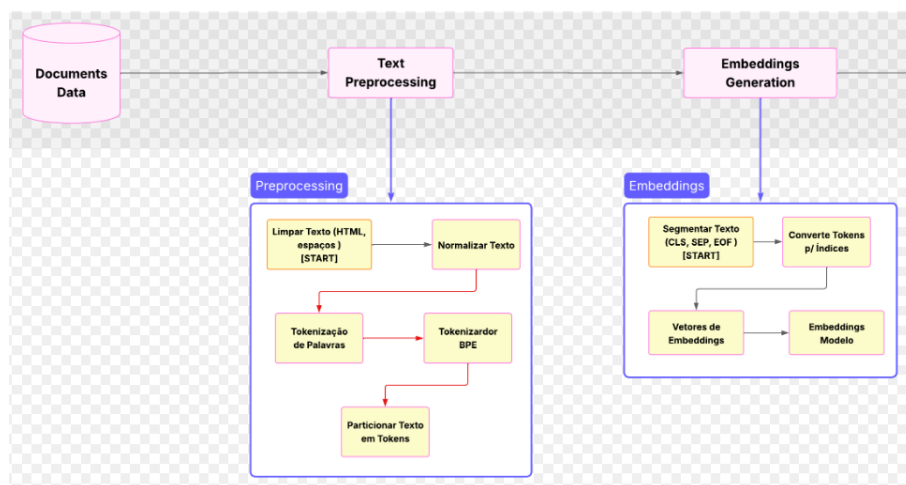 Documents
Data
Text
Preprocessing
Embeddings
Generation
Preprocessing
Limpar Texto (HTML,
espaços )
[START]
Normalizar Texto
Tokenização
de Palavras
Tokenizardor
BPE
Particionar Texto
em Tokens
Embeddings
Segmentar Texto
(CLS, SEP, EOF )
[START]
Converte Tokens
p/ Índices
Vetores de
Embeddings
Embeddings
Modelo